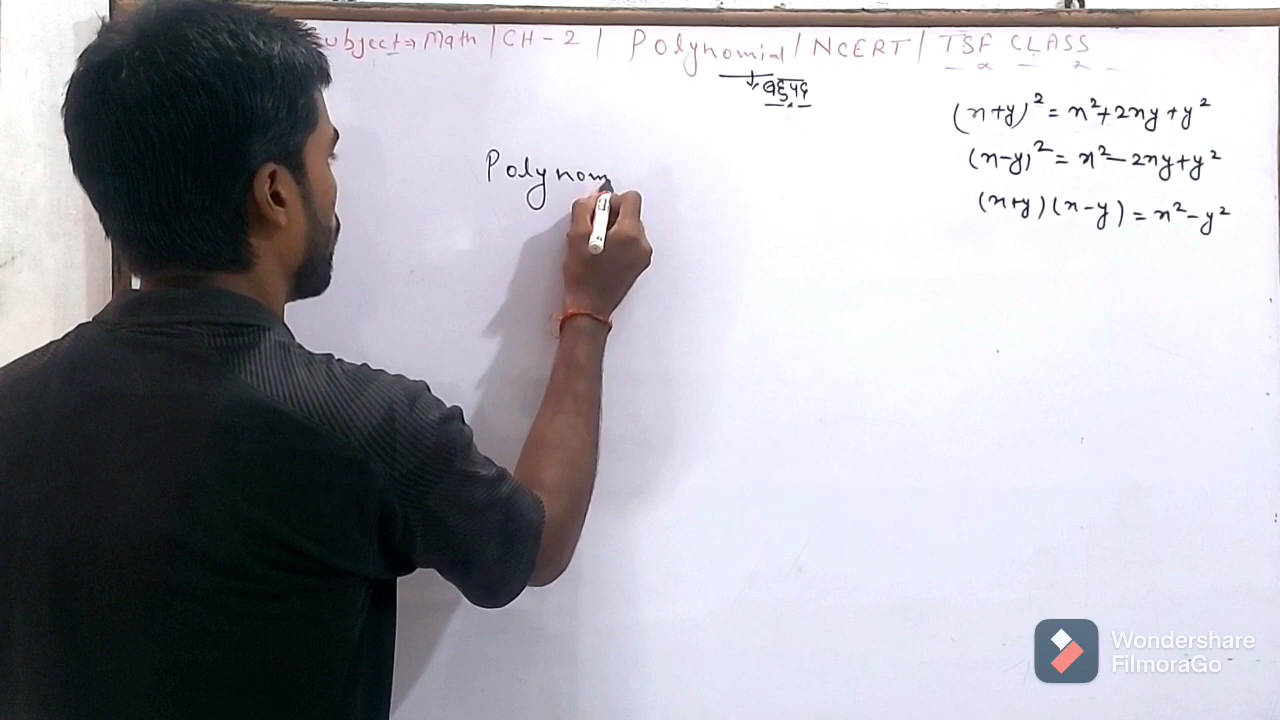 Subject → Math / CH - 2 / Polynomial / NCERT / TSF CLASS
बहुपद
(x+y)² = x²+2xy+y²
(x-y)² = x²-2xy+y²
(x+y)(x-y) = x²-y²
Polynom
Wondershare
FilmoraGo